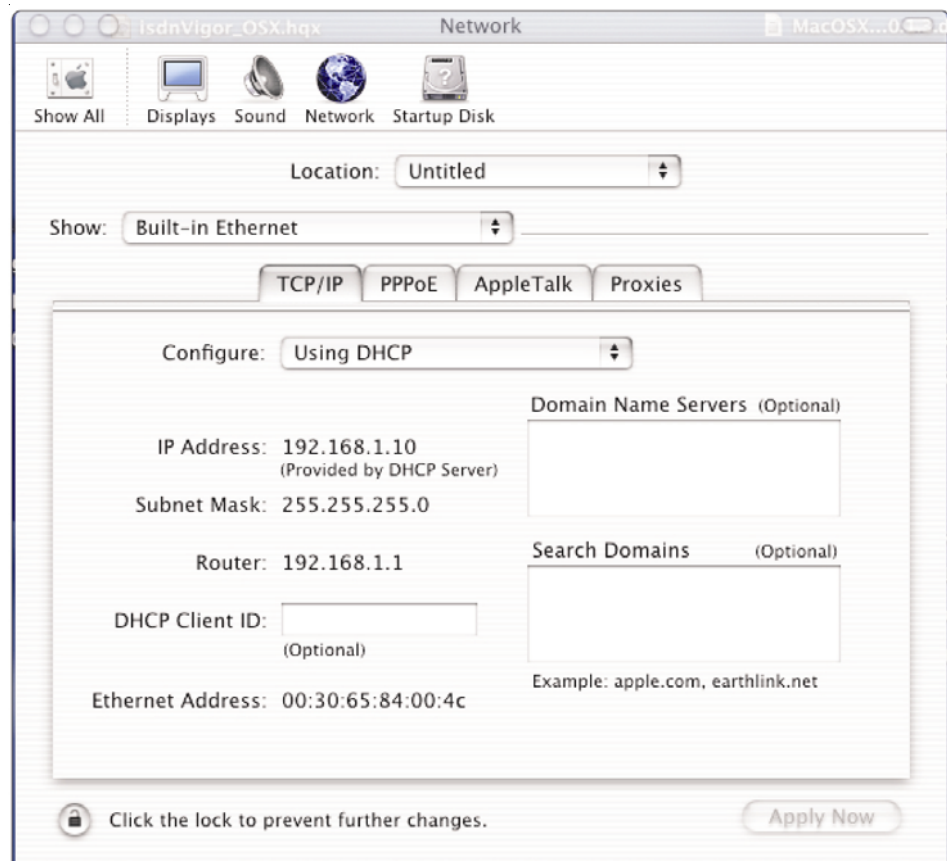 isdnVigor_OSX.hqx
Network
MacOSX...0.
Show All
Displays
Sound
Network
Startup Disk
Location: Untitled
Show: Built-in Ethernet
TCP/IP
PPPoE
AppleTalk
Proxies
Configure: Using DHCP
Domain Name Servers (Optional)
IP Address: 192.168.1.10
(Provided by DHCP Server)
Subnet Mask: 255.255.255.0
Search Domains (Optional)
Router: 192.168.1.1
DHCP Client ID:
(Optional)
Example: apple.com, earthlink.net
Ethernet Address: 00:30:65:84:00:4c
Click the lock to prevent further changes.
Apply Now